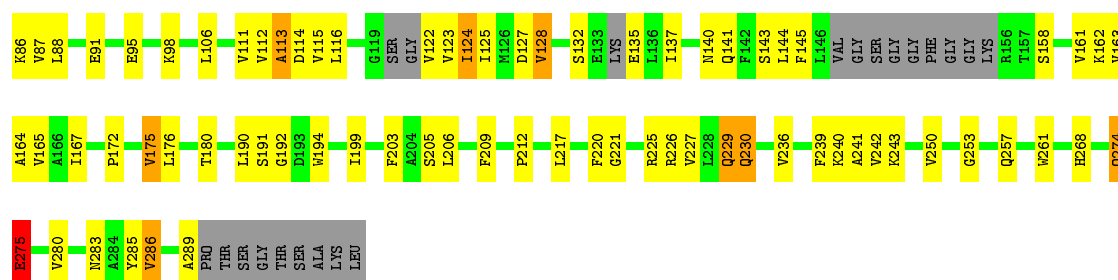 K86 V87 L88 E91 E95 K98 L106 V111 V112 A113 D114 V115 L116 G119 SER GLY V122 V123 I124 I125 M126 D127 V128 S132 E133 LYS E135 L136 I137 N140 Q141 F142 S143 L144 F145 L146 VAL GLY SER GLY GLY PHE GLY GLY LYS R156 T157 S158 V161 K162 V163
A164 V165 A166 I167 P172 V175 L176 T180 L190 S191 G192 D193 W194 I199 F203 A204 S205 L206 F209 P212 L217 F220 G221 R225 R226 V227 L228 Q229 Q230 V236 F239 K240 A241 V242 K243 V250 G253 Q257 W261 H268
E275 V280 N283 A284 Y285 V286 A289 PRO THR SER GLY THR SER ALA LYS LEU